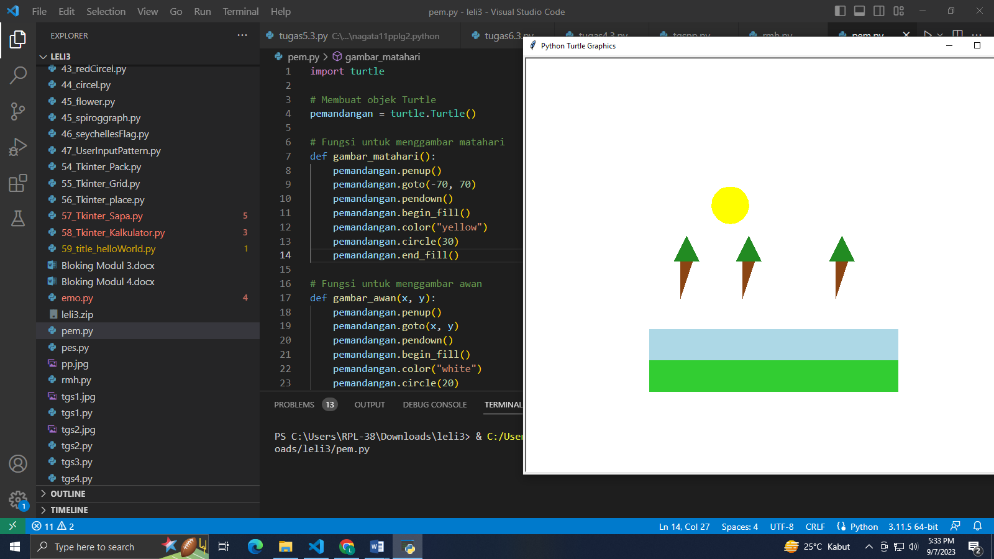 File Edit Selection View Go Run Terminal Help
pem.py - leli3 - Visual Studio Code
EXPLORER
LELI3
43_redCircel.py
44_circel.py
45_flower.py
45_spiroggraph.py
46_seychellesFlag.py
47_UserInputPattern.py
54_Tkinter_Pack.py
55_Tkinter_Grid.py
56_Tkinter_place.py
57_Tkinter_Sapa.py 5
58_Tkinter_Kalkulator.py 3
59_title_helloWorld.py 1
Bloking Modul 3.docx
Bloking Modul 4.docx
emo.py 4
leli3.zip
pem.py
pes.py
pp.jpg
rmh.py
tgs1.jpg
tgs1.py
tgs2.jpg
tgs2.py
tgs3.py
tgs4.py
OUTLINE
TIMELINE
tugas5.3.py C:\...\nagata11pplg2.python
tugas6.3.py
pem.py > gambar_matahari
1 import turtle
2
3 # Membuat objek Turtle
4 pemandangan = turtle.Turtle()
5
6 # Fungsi untuk menggambar matahari
7 def gambar_matahari():
8 pemandangan.penup()
9 pemandangan.goto(-70, 70)
10 pemandangan.pendown()
11 pemandangan.begin_fill()
12 pemandangan.color("yellow")
13 pemandangan.circle(30)
14 pemandangan.end_fill()
15
16 # Fungsi untuk menggambar awan
17 def gambar_awan(x, y):
18 pemandangan.penup()
19 pemandangan.goto(x, y)
20 pemandangan.pendown()
21 pemandangan.begin_fill()
22 pemandangan.color("white")
23 pemandangan.circle(20)
PROBLEMS 13 OUTPUT DEBUG CONSOLE TERMINAL
PS C:\Users\RPL-38\Downloads\leli3> & C:/User
oads/leli3/pem.py
Python Turtle Graphics
1
11 2
Ln 14, Col 27 Spaces: 4 UTF-8 CRLF Python 3.11.5 64-bit
Type here to search
25°C Kabut
5:33 PM
9/7/2023
2